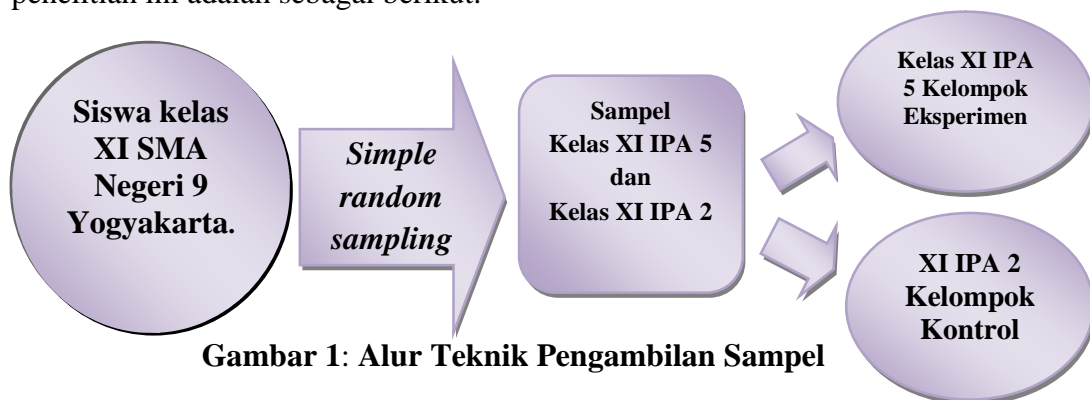 penelitian ini adalah sebagai berikut.
Siswa kelas
XI SMA
Negeri 9
Yogyakarta.
Simple
random
sampling
Sampel
Kelas XI IPA 5
dan
Kelas XI IPA 2
Kelas XI IPA
5 Kelompok
Eksperimen
XI IPA 2
Kelompok
Kontrol
Gambar 1: Alur Teknik Pengambilan Sampel